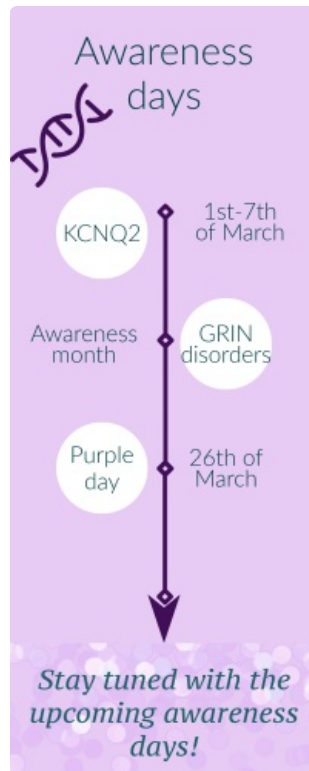 Awareness
days
KCNQ2
1st-7th
of March
Awareness
month
GRIN
disorders
Purple
day
26th of
March
Stay tuned with the
upcoming awareness
days!